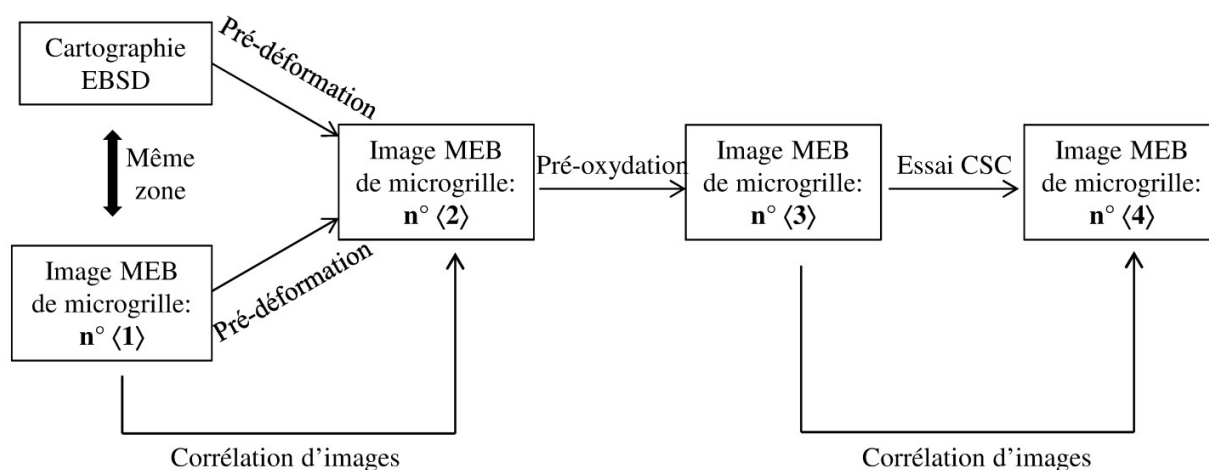 Cartographie
EBSD
Pré-déformation
Même
zone
Image MEB
de microgrille:
n° ⟨1⟩
Pré-déformation
Image MEB
de microgrille:
n° ⟨2⟩
Pré-oxydation
Image MEB
de microgrille:
n° ⟨3⟩
Essai CSC
Image MEB
de microgrille:
n° ⟨4⟩
Corrélation d’images
Corrélation d’images